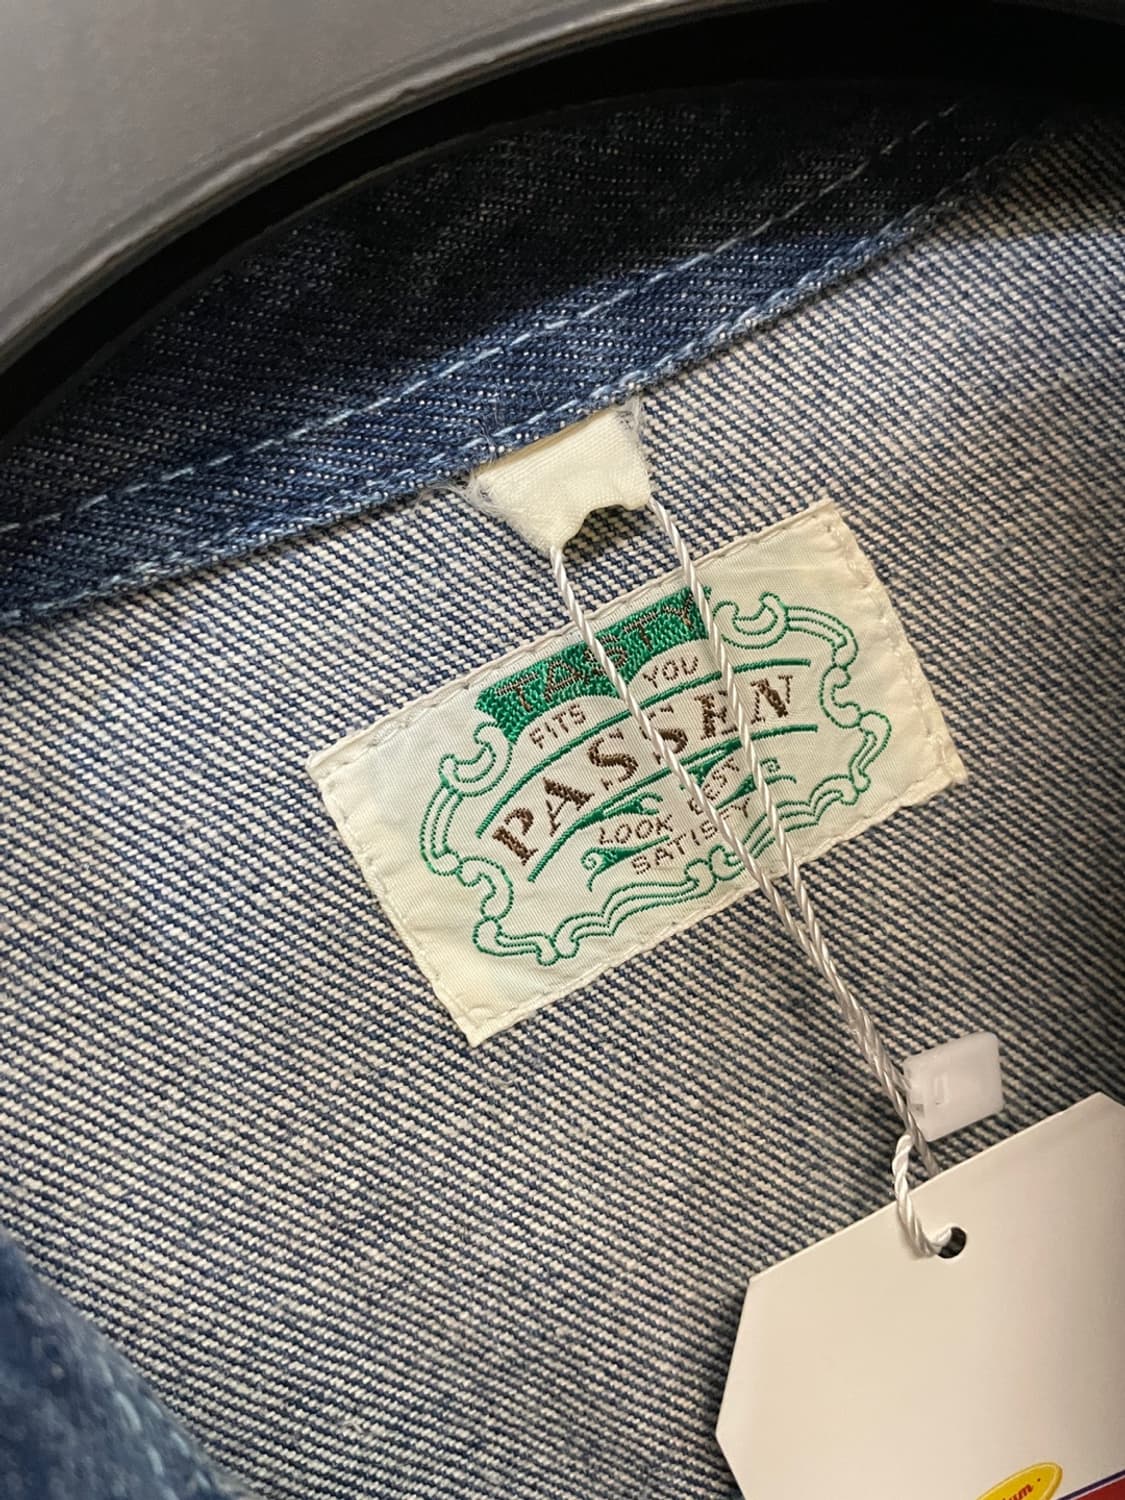 TASTY
FITS YOU
PASSEN
LOOK BEST
SATISFY